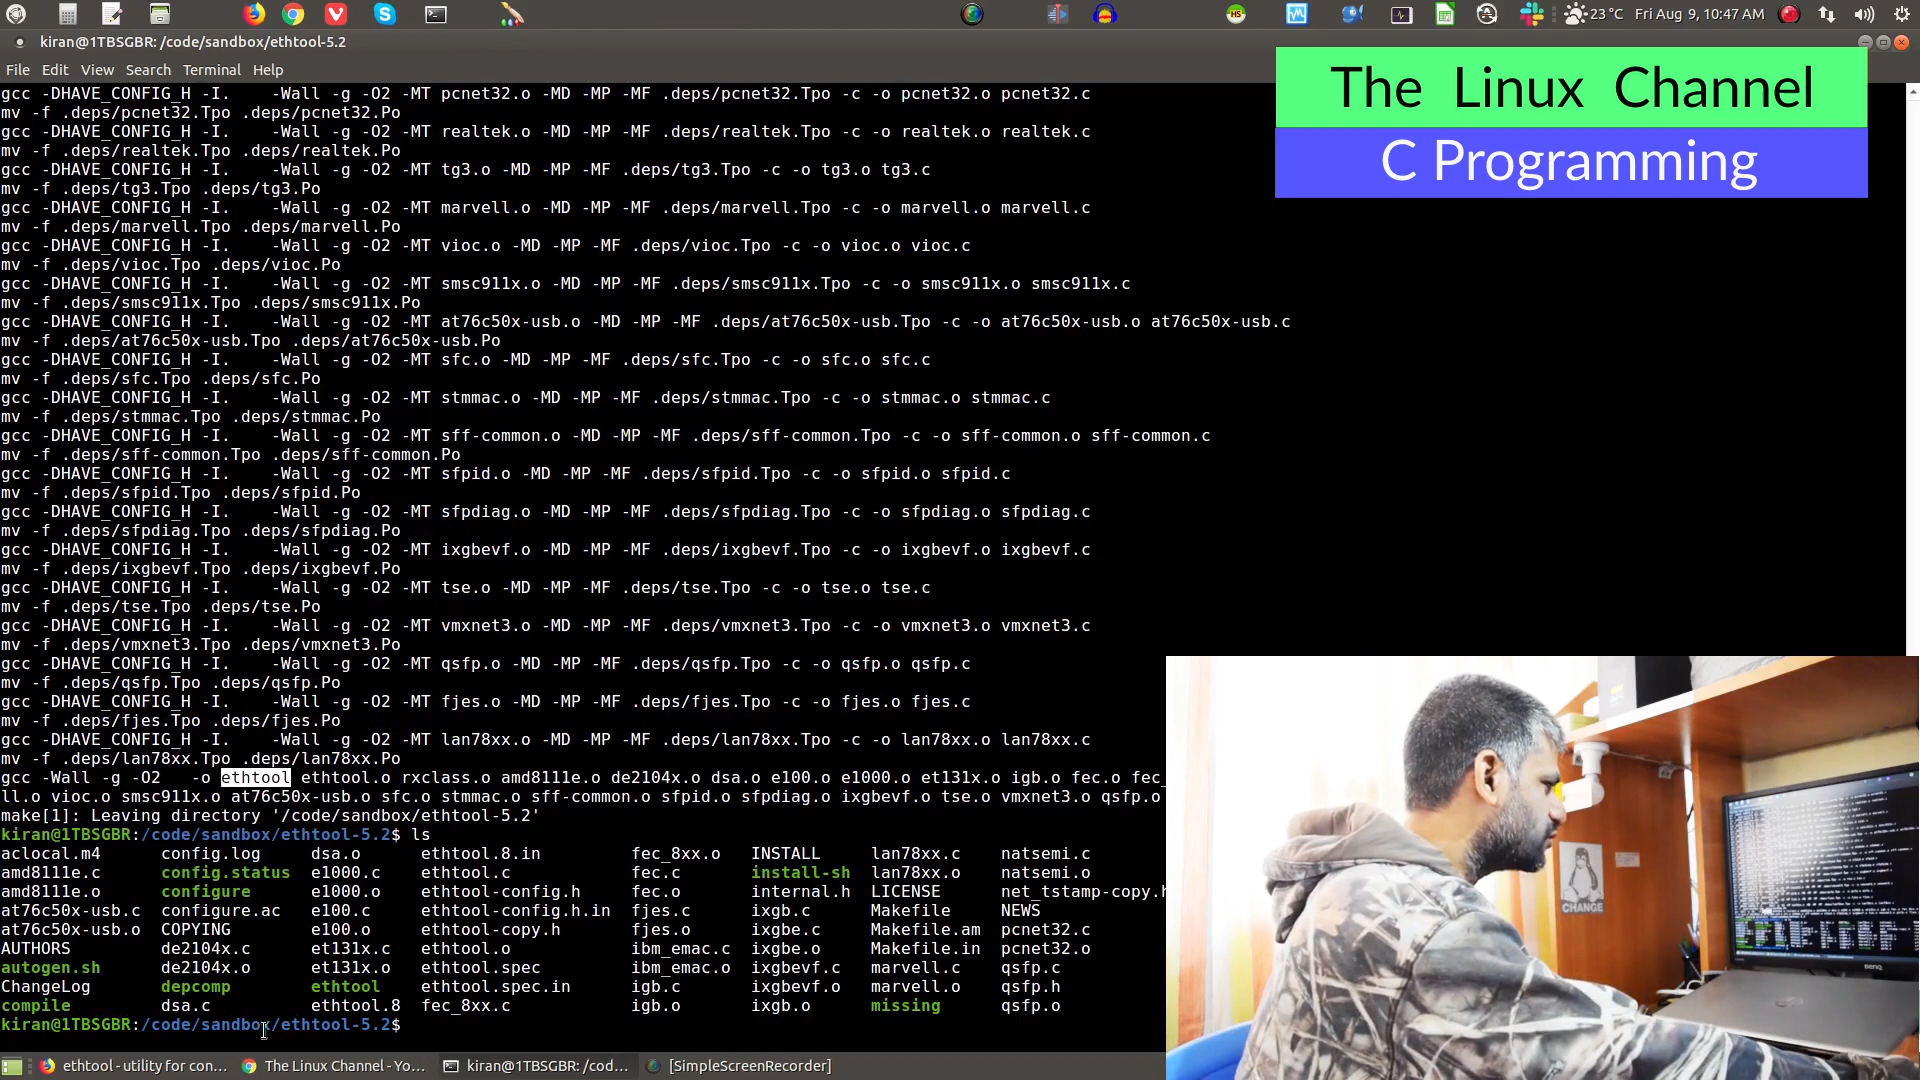 23°C Fri Aug 9, 10:47 AM
kiran@1TBSGBR: /code/sandbox/ethtool-5.2
File Edit View Search Terminal Help
The Linux Channel
C Programming
gcc -DHAVE_CONFIG_H -I. -Wall -g -O2 -MT pcnet32.o -MD -MP -MF .deps/pcnet32.Tpo -c -o pcnet32.o pcnet32.c
mv -f .deps/pcnet32.Tpo .deps/pcnet32.Po
gcc -DHAVE_CONFIG_H -I. -Wall -g -O2 -MT realtek.o -MD -MP -MF .deps/realtek.Tpo -c -o realtek.o realtek.c
mv -f .deps/realtek.Tpo .deps/realtek.Po
gcc -DHAVE_CONFIG_H -I. -Wall -g -O2 -MT tg3.o -MD -MP -MF .deps/tg3.Tpo -c -o tg3.o tg3.c
mv -f .deps/tg3.Tpo .deps/tg3.Po
gcc -DHAVE_CONFIG_H -I. -Wall -g -O2 -MT marvell.o -MD -MP -MF .deps/marvell.Tpo -c -o marvell.o marvell.c
mv -f .deps/marvell.Tpo .deps/marvell.Po
gcc -DHAVE_CONFIG_H -I. -Wall -g -O2 -MT vioc.o -MD -MP -MF .deps/vioc.Tpo -c -o vioc.o vioc.c
mv -f .deps/vioc.Tpo .deps/vioc.Po
gcc -DHAVE_CONFIG_H -I. -Wall -g -O2 -MT smsc911x.o -MD -MP -MF .deps/smsc911x.Tpo -c -o smsc911x.o smsc911x.c
mv -f .deps/smsc911x.Tpo .deps/smsc911x.Po
gcc -DHAVE_CONFIG_H -I. -Wall -g -O2 -MT at76c50x-usb.o -MD -MP -MF .deps/at76c50x-usb.Tpo -c -o at76c50x-usb.o at76c50x-usb.c
mv -f .deps/at76c50x-usb.Tpo .deps/at76c50x-usb.Po
gcc -DHAVE_CONFIG_H -I. -Wall -g -O2 -MT sfc.o -MD -MP -MF .deps/sfc.Tpo -c -o sfc.o sfc.c
mv -f .deps/sfc.Tpo .deps/sfc.Po
gcc -DHAVE_CONFIG_H -I. -Wall -g -O2 -MT stmmac.o -MD -MP -MF .deps/stmmac.Tpo -c -o stmmac.o stmmac.c
mv -f .deps/stmmac.Tpo .deps/stmmac.Po
gcc -DHAVE_CONFIG_H -I. -Wall -g -O2 -MT sff-common.o -MD -MP -MF .deps/sff-common.Tpo -c -o sff-common.o sff-common.c
mv -f .deps/sff-common.Tpo .deps/sff-common.Po
gcc -DHAVE_CONFIG_H -I. -Wall -g -O2 -MT sfpid.o -MD -MP -MF .deps/sfpid.Tpo -c -o sfpid.o sfpid.c
mv -f .deps/sfpid.Tpo .deps/sfpid.Po
gcc -DHAVE_CONFIG_H -I. -Wall -g -O2 -MT sfpdiag.o -MD -MP -MF .deps/sfpdiag.Tpo -c -o sfpdiag.o sfpdiag.c
mv -f .deps/sfpdiag.Tpo .deps/sfpdiag.Po
gcc -DHAVE_CONFIG_H -I. -Wall -g -O2 -MT ixgbevf.o -MD -MP -MF .deps/ixgbevf.Tpo -c -o ixgbevf.o ixgbevf.c
mv -f .deps/ixgbevf.Tpo .deps/ixgbevf.Po
gcc -DHAVE_CONFIG_H -I. -Wall -g -O2 -MT tse.o -MD -MP -MF .deps/tse.Tpo -c -o tse.o tse.c
mv -f .deps/tse.Tpo .deps/tse.Po
gcc -DHAVE_CONFIG_H -I. -Wall -g -O2 -MT vmxnet3.o -MD -MP -MF .deps/vmxnet3.Tpo -c -o vmxnet3.o vmxnet3.c
mv -f .deps/vmxnet3.Tpo .deps/vmxnet3.Po
gcc -DHAVE_CONFIG_H -I. -Wall -g -O2 -MT qsfp.o -MD -MP -MF .deps/qsfp.Tpo -c -o qsfp.o qsfp.c
mv -f .deps/qsfp.Tpo .deps/qsfp.Po
gcc -DHAVE_CONFIG_H -I. -Wall -g -O2 -MT fjes.o -MD -MP -MF .deps/fjes.Tpo -c -o fjes.o fjes.c
mv -f .deps/fjes.Tpo .deps/fjes.Po
gcc -DHAVE_CONFIG_H -I. -Wall -g -O2 -MT lan78xx.o -MD -MP -MF .deps/lan78xx.Tpo -c -o lan78xx.o lan78xx.c
mv -f .deps/lan78xx.Tpo .deps/lan78xx.Po
gcc -Wall -g -O2 -o ethtool ethtool.o rxclass.o amd8111e.o de2104x.o dsa.o e100.o e1000.o et131x.o igb.o fec.o fec_
ll.o vioc.o smsc911x.o at76c50x-usb.o sfc.o stmmac.o sff-common.o sfpid.o sfpdiag.o ixgbevf.o tse.o vmxnet3.o qsfp.o
make[1]: Leaving directory '/code/sandbox/ethtool-5.2'
kiran@1TBSGBR:/code/sandbox/ethtool-5.2$ ls
aclocal.m4 config.log dsa.o ethtool.8.in fec_8xx.o INSTALL lan78xx.c natsemi.c
amd8111e.c config.status e1000.c ethtool.c fec.c install-sh lan78xx.o natsemi.o
amd8111e.o configure e1000.o ethtool-config.h fec.o internal.h LICENSE net_tstamp-copy.h
at76c50x-usb.c configure.ac e100.c ethtool-config.h.in fjes.c ixgb.c Makefile NEWS
at76c50x-usb.o COPYING e100.o ethtool-copy.h fjes.o ixgbe.c Makefile.am pcnet32.c
AUTHORS de2104x.c et131x.c ethtool.o ibm_emac.c ixgbe.o Makefile.in pcnet32.o
autogen.sh de2104x.o et131x.o ethtool.spec ibm_emac.o ixgbevf.c marvell.c qsfp.c
ChangeLog depcomp ethtool ethtool.spec.in igb.c ixgbevf.o marvell.o qsfp.h
compile dsa.c ethtool.8 fec_8xx.c igb.o ixgb.o missing qsfp.o
kiran@1TBSGBR:/code/sandbox/ethtool-5.2$
CHANGE
BenQ
ethtool - utility for con... The Linux Channel - Yo... kiran@1TBSGBR: /cod... [SimpleScreenRecorder]